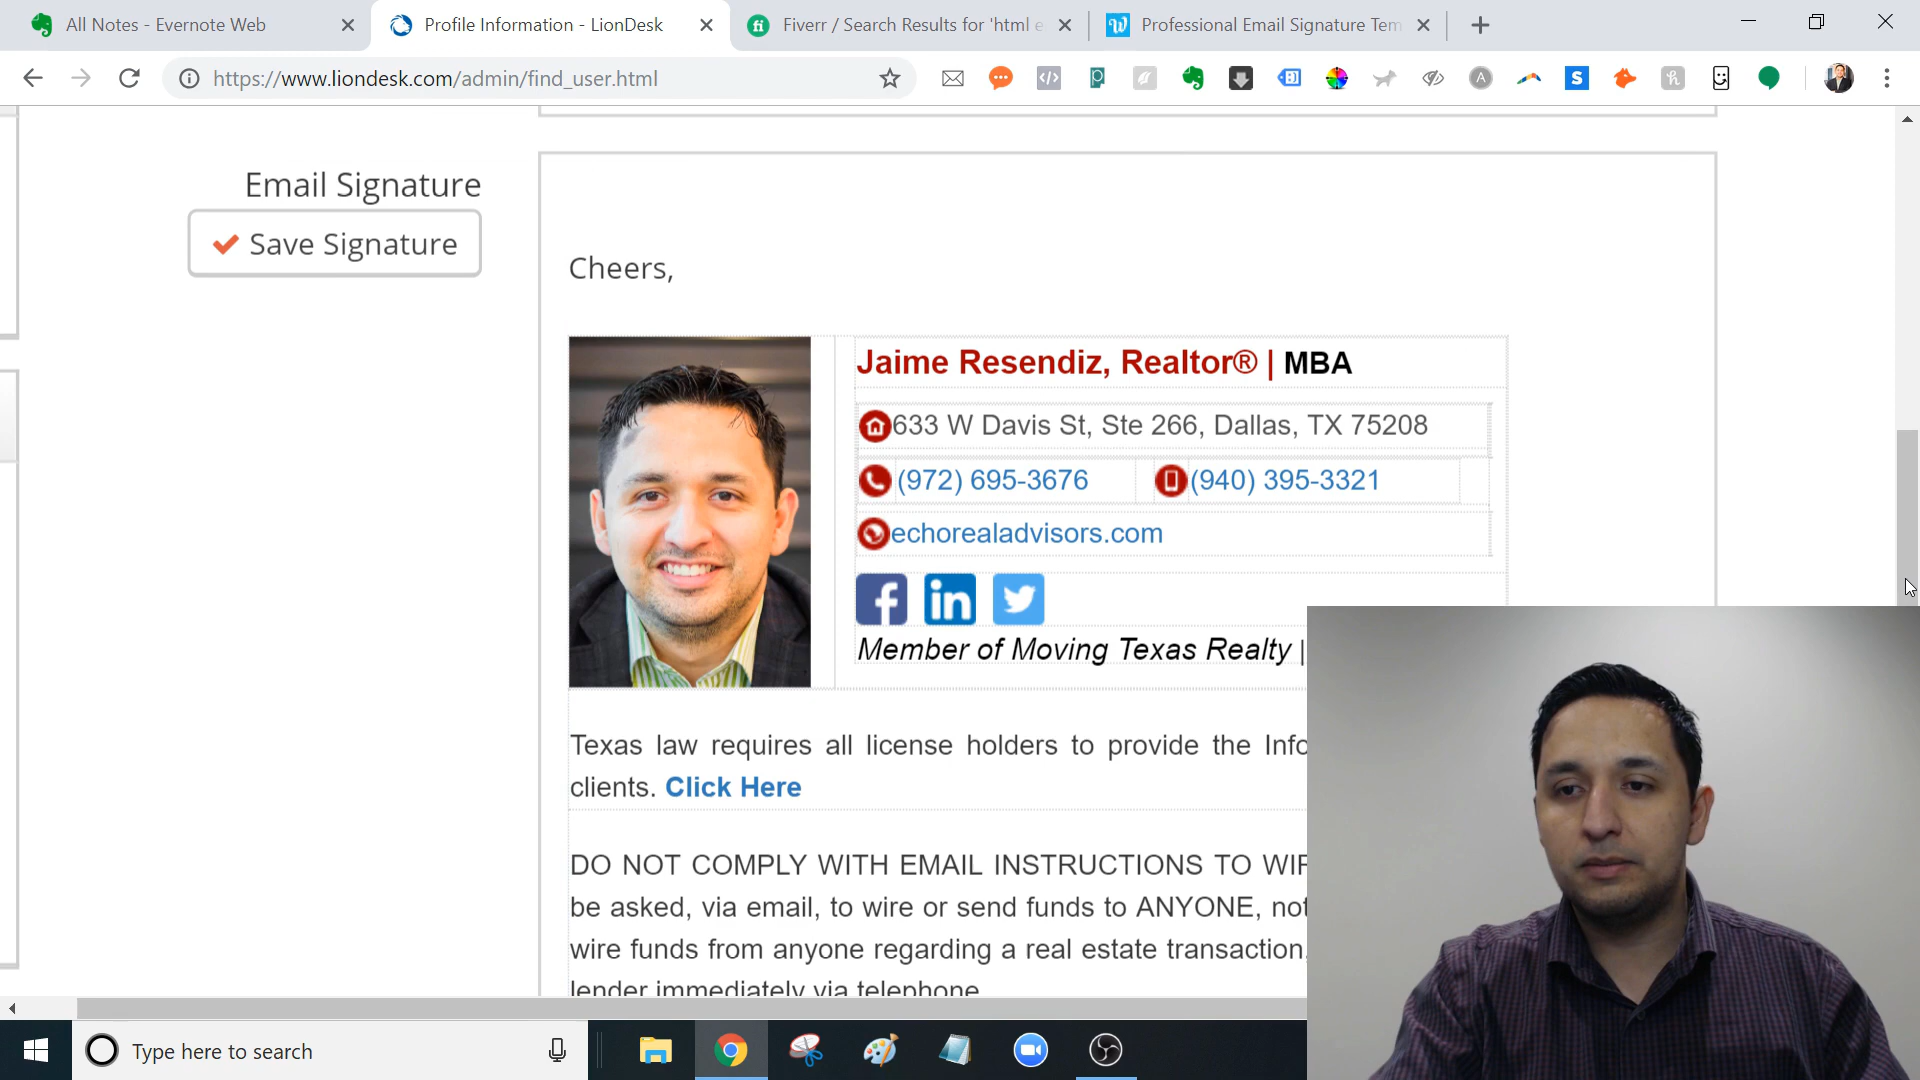 All Notes - Evernote Web
Profile Information - LionDesk
Fiverr / Search Results for 'html e
Professional Email Signature Tem
https://www.liondesk.com/admin/find_user.html
Email Signature
Save Signature
Cheers,
Jaime Resendiz, Realtor® | MBA
633 W Davis St, Ste 266, Dallas, TX 75208
(972) 695-3676 (940) 395-3321
echorealadvisors.com
Member of Moving Texas Realty |
Texas law requires all license holders to provide the Info
clients. Click Here
DO NOT COMPLY WITH EMAIL INSTRUCTIONS TO WIR
be asked, via email, to wire or send funds to ANYONE, not
wire funds from anyone regarding a real estate transaction.
lender immediately via telephone
Type here to search